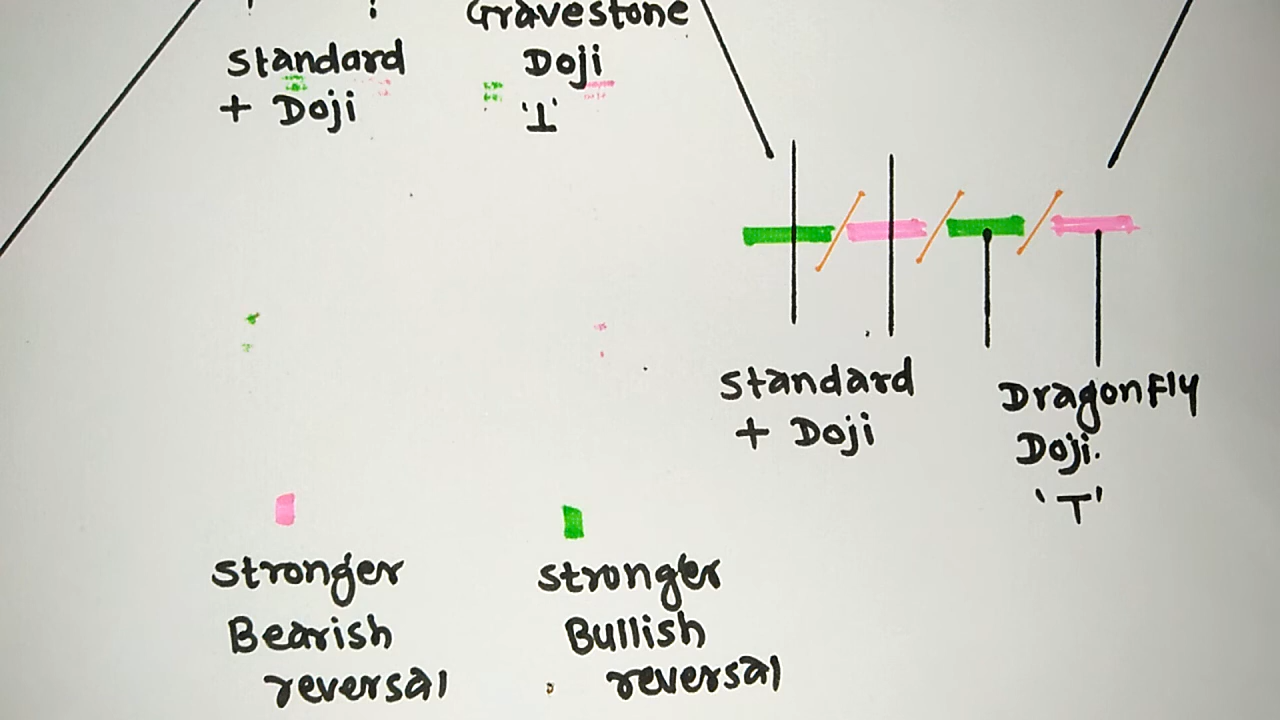 Standard
+ Doji
Gravestone
Doji
'⊥'
Standard
+ Doji
DragonFly
Doji.
'T'
stronger
Bearish
reversal
stronger
Bullish
reversal